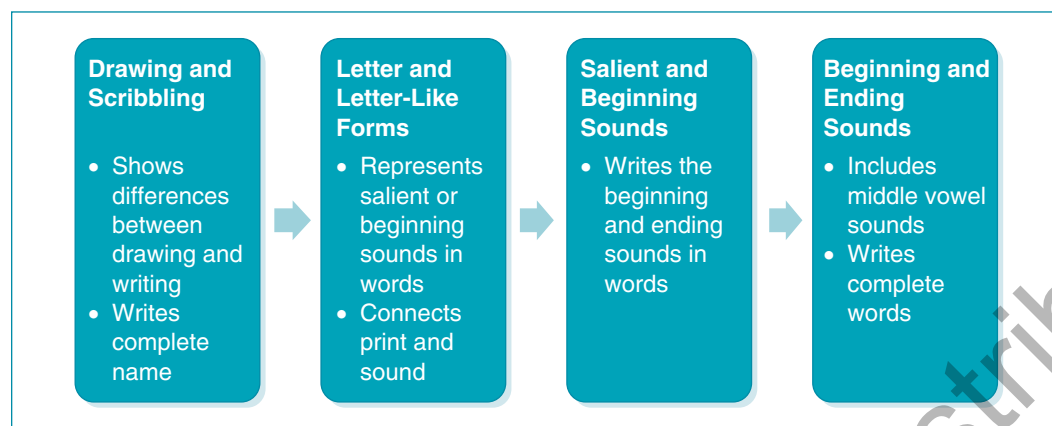 Drawing and
Scribbling
• Shows
differences
between
drawing and
writing
• Writes
complete
name
Letter and
Letter-Like
Forms
• Represents
salient or
beginning
sounds in
words
• Connects
print and
sound
Salient and
Beginning
Sounds
• Writes the
beginning
and ending
sounds in
words
Beginning and
Ending
Sounds
• Includes
middle vowel
sounds
• Writes
complete
words